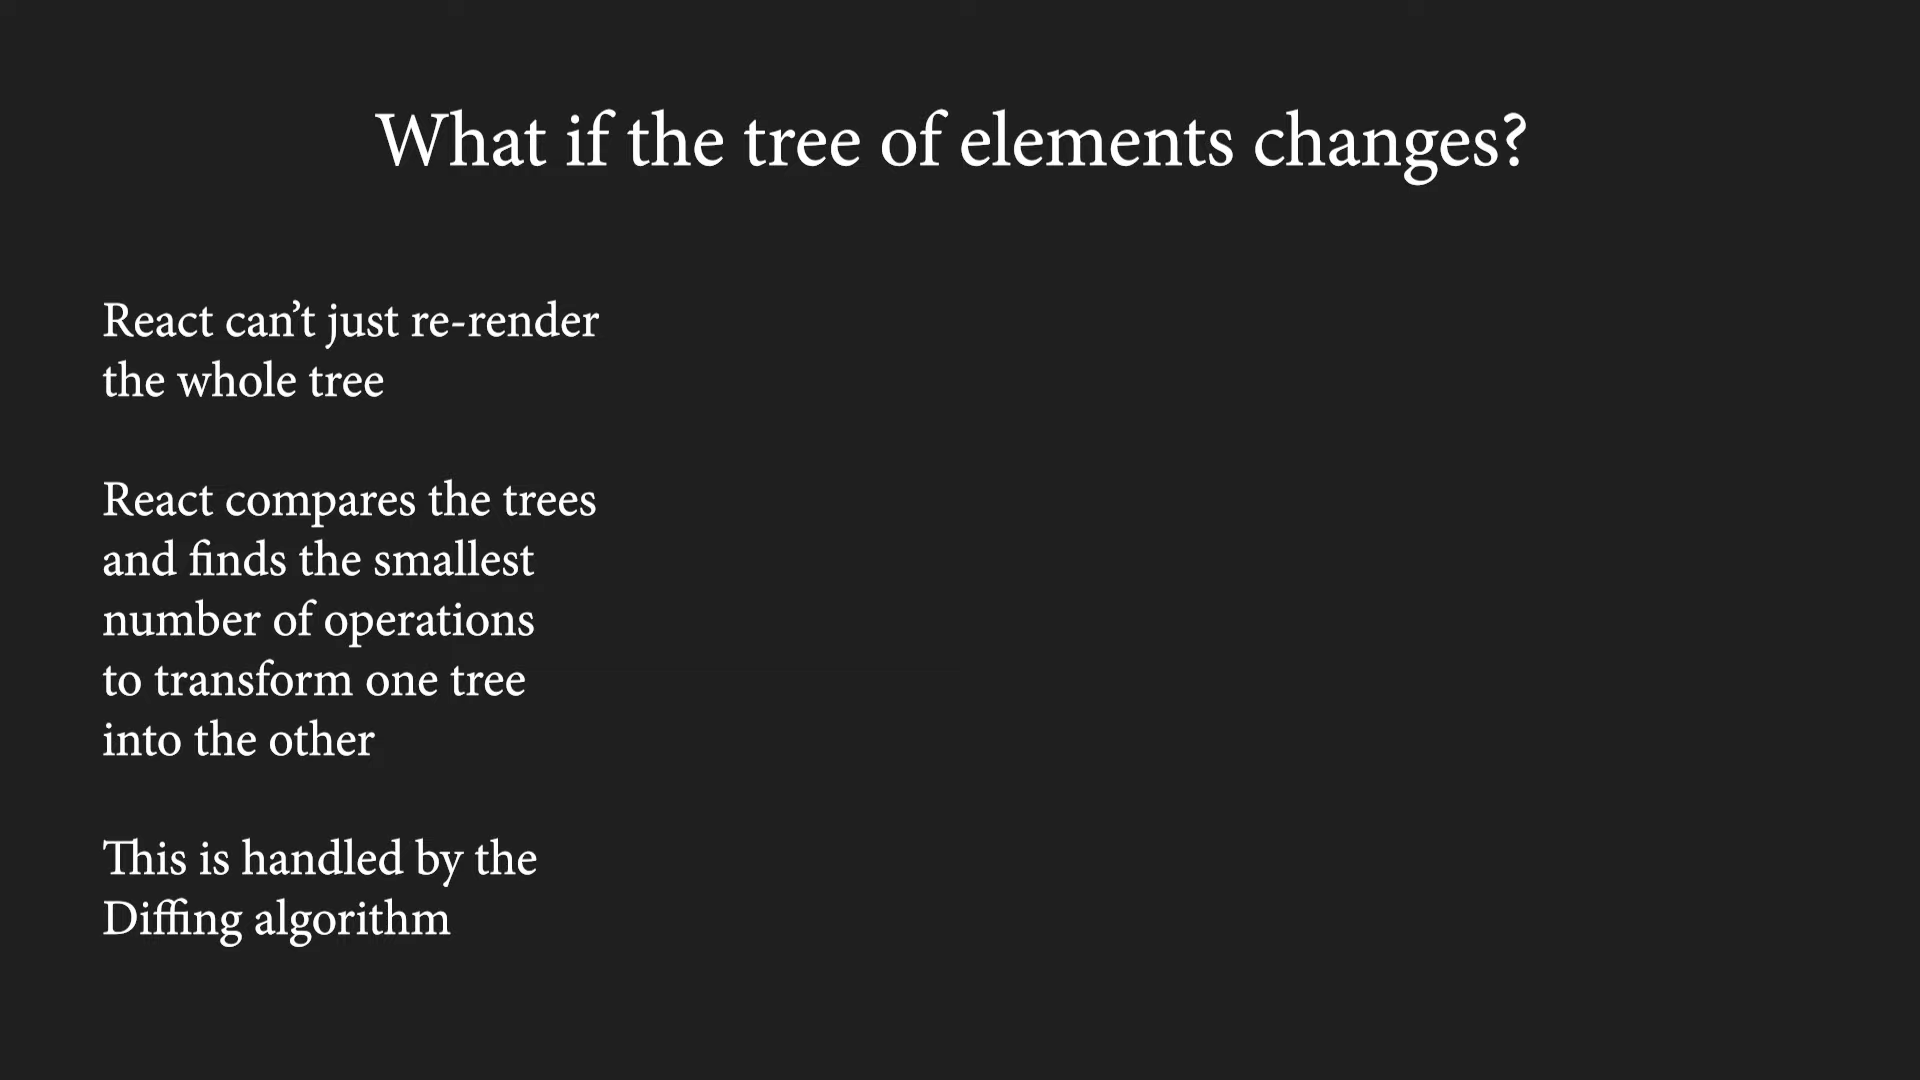 What if the tree of elements changes?
React can’t just re-render
the whole tree
React compares the trees
and finds the smallest
number of operations
to transform one tree
into the other
This is handled by the
Diffing algorithm